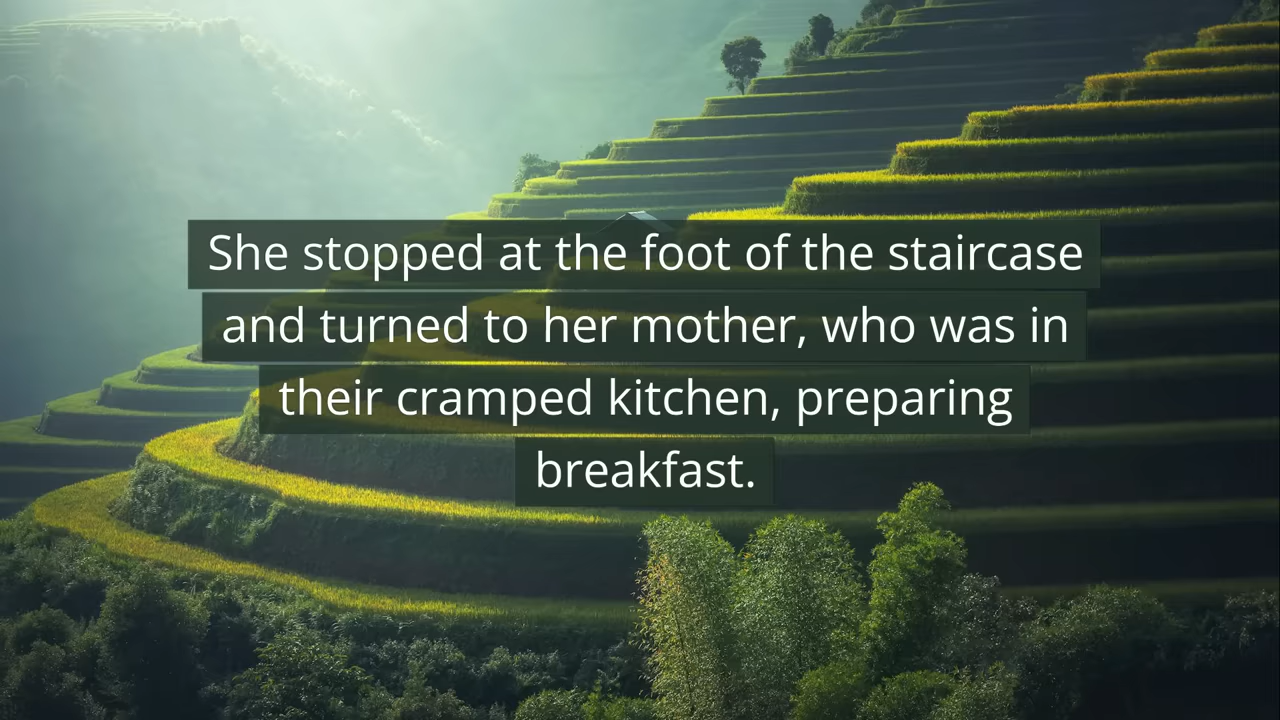 She stopped at the foot of the staircase
and turned to her mother, who was in
their cramped kitchen, preparing
breakfast.